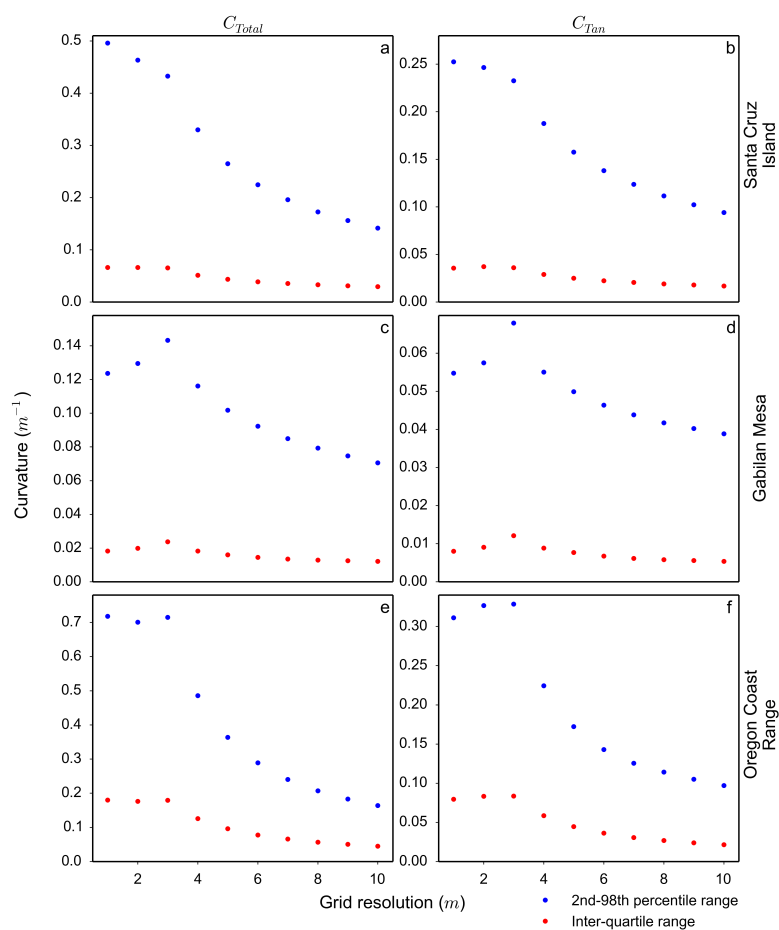 C_Total
C_Tan
a
0.5
0.4
0.3
0.2
0.1
0.0
b
0.25
0.20
0.15
0.10
0.05
0.00
Santa Cruz
Island
c
0.14
0.12
0.10
0.08
0.06
0.04
0.02
0.00
d
0.06
0.05
0.04
0.03
0.02
0.01
0.00
Gabilan Mesa
Curvature (m⁻¹)
e
0.7
0.6
0.5
0.4
0.3
0.2
0.1
0.0
f
0.30
0.25
0.20
0.15
0.10
0.05
0.00
Oregon Coast
Range
2 4 6 8 10
2 4 6 8 10
Grid resolution (m)
2nd-98th percentile range
Inter-quartile range